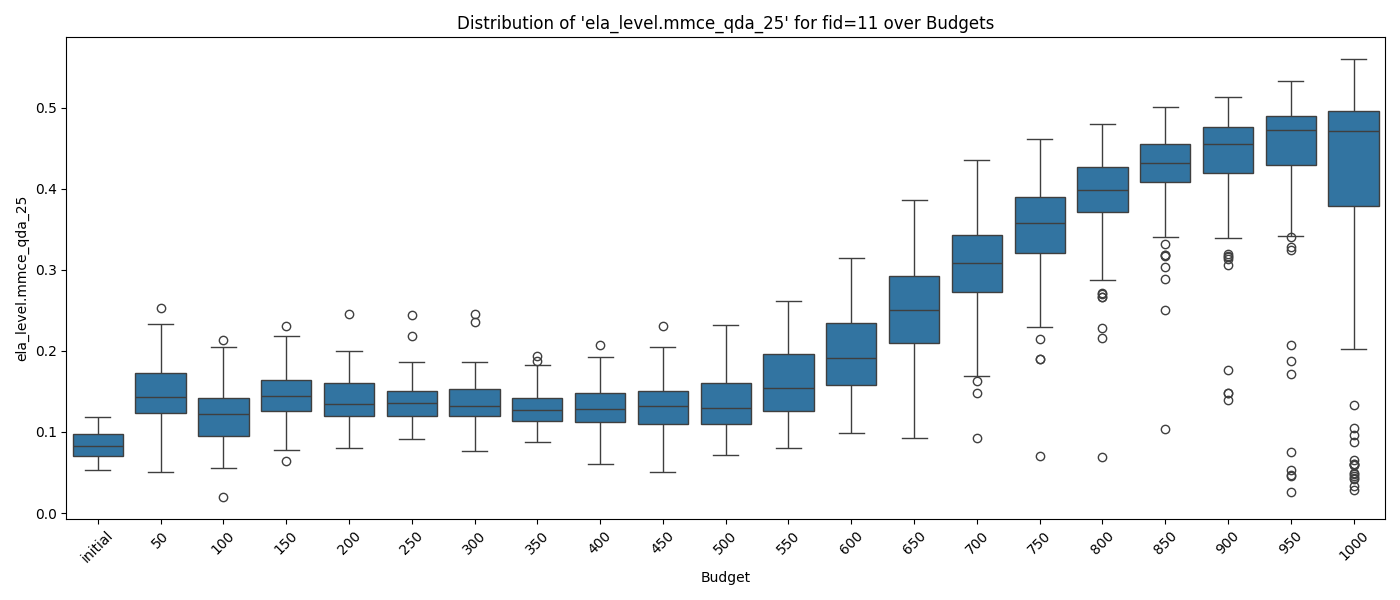 Distribution of 'ela_level.mmce_qda_25' for fid=11 over Budgets
ela_level.mmce_qda_25
0.5
0.4
0.3
0.2
0.1
0.0
initial 50 100 150 200 250 300 350 400 450 500 550 600 650 700 750 800 850 900 950 1000
Budget